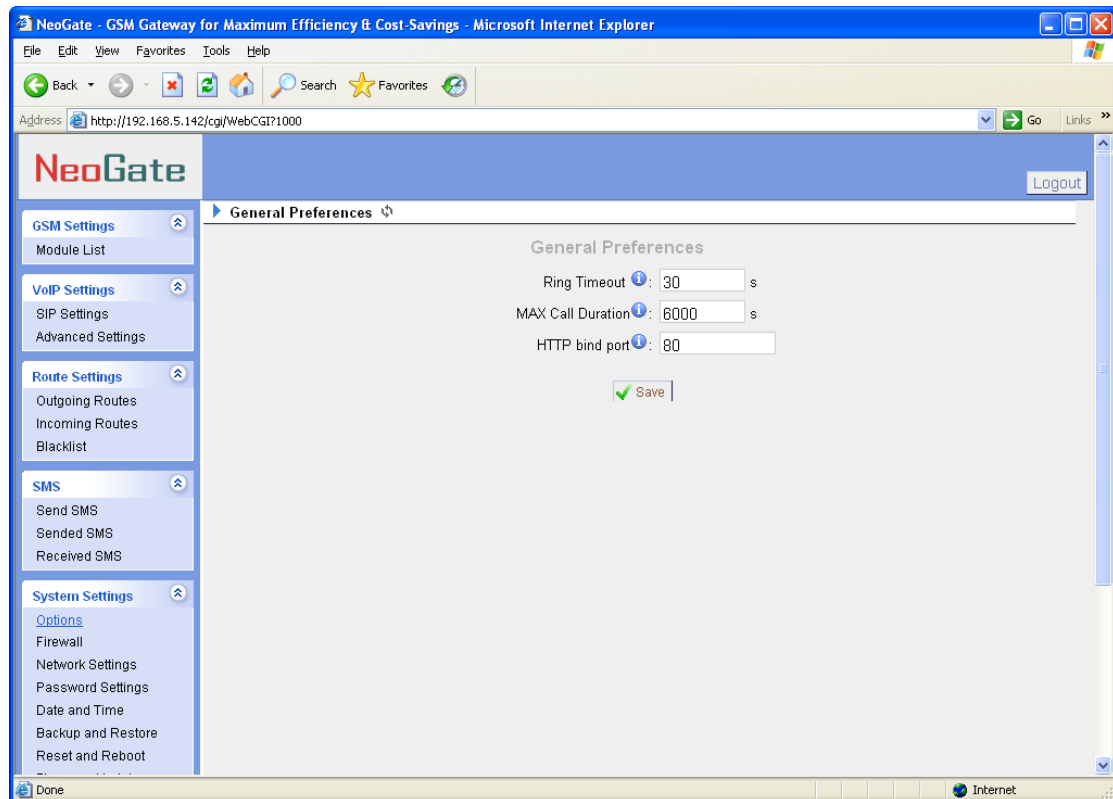 NeoGate - GSM Gateway for Maximum Efficiency & Cost-Savings - Microsoft Internet Explorer
File Edit View Favorites Tools Help
Back Search Favorites
Address http://192.168.5.142/cgi/WebCGI?1000 Go Links »
NeoGate
Logout
General Preferences
GSM Settings
Module List
VoIP Settings
SIP Settings
Advanced Settings
Route Settings
Outgoing Routes
Incoming Routes
Blacklist
SMS
Send SMS
Sended SMS
Received SMS
System Settings
Options
Firewall
Network Settings
Password Settings
Date and Time
Backup and Restore
Reset and Reboot
General Preferences
Ring Timeout : 30 s
MAX Call Duration : 6000 s
HTTP bind port : 80
Save
Done Internet